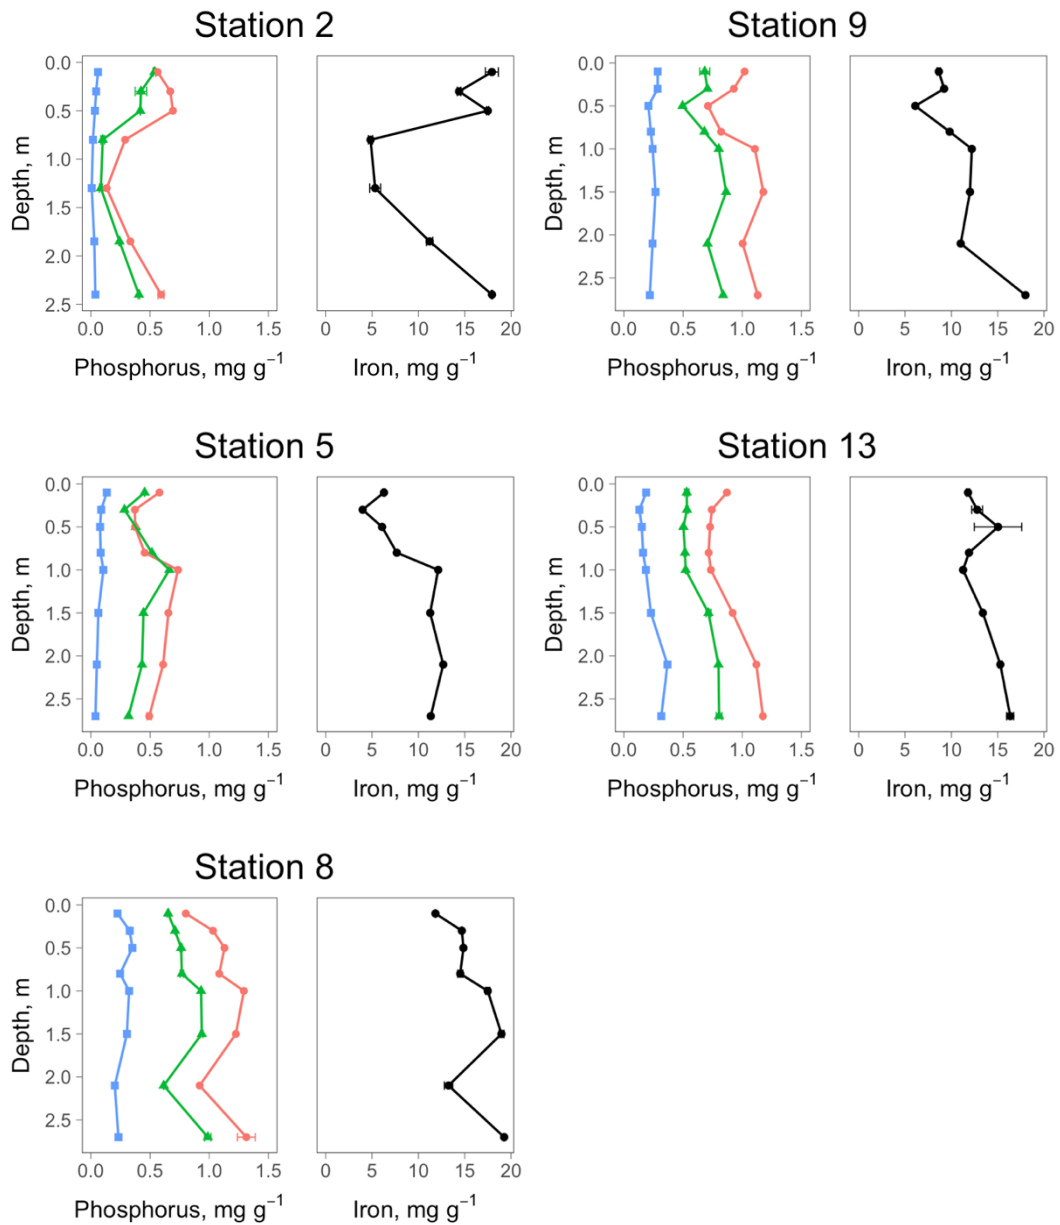 Station 2
0.0
0.5
1.0
1.5
2.0
2.5
Depth, m
0.0 0.5 1.0 1.5
Phosphorus, mg g⁻¹
0 5 10 15 20
Iron, mg g⁻¹
Station 9
0.0
0.5
1.0
1.5
2.0
2.5
Depth, m
0.0 0.5 1.0 1.5
Phosphorus, mg g⁻¹
0 5 10 15 20
Iron, mg g⁻¹
Station 5
0.0
0.5
1.0
1.5
2.0
2.5
Depth, m
0.0 0.5 1.0 1.5
Phosphorus, mg g⁻¹
0 5 10 15 20
Iron, mg g⁻¹
Station 13
0.0
0.5
1.0
1.5
2.0
2.5
Depth, m
0.0 0.5 1.0 1.5
Phosphorus, mg g⁻¹
0 5 10 15 20
Iron, mg g⁻¹
Station 8
0.0
0.5
1.0
1.5
2.0
2.5
Depth, m
0.0 0.5 1.0 1.5
Phosphorus, mg g⁻¹
0 5 10 15 20
Iron, mg g⁻¹